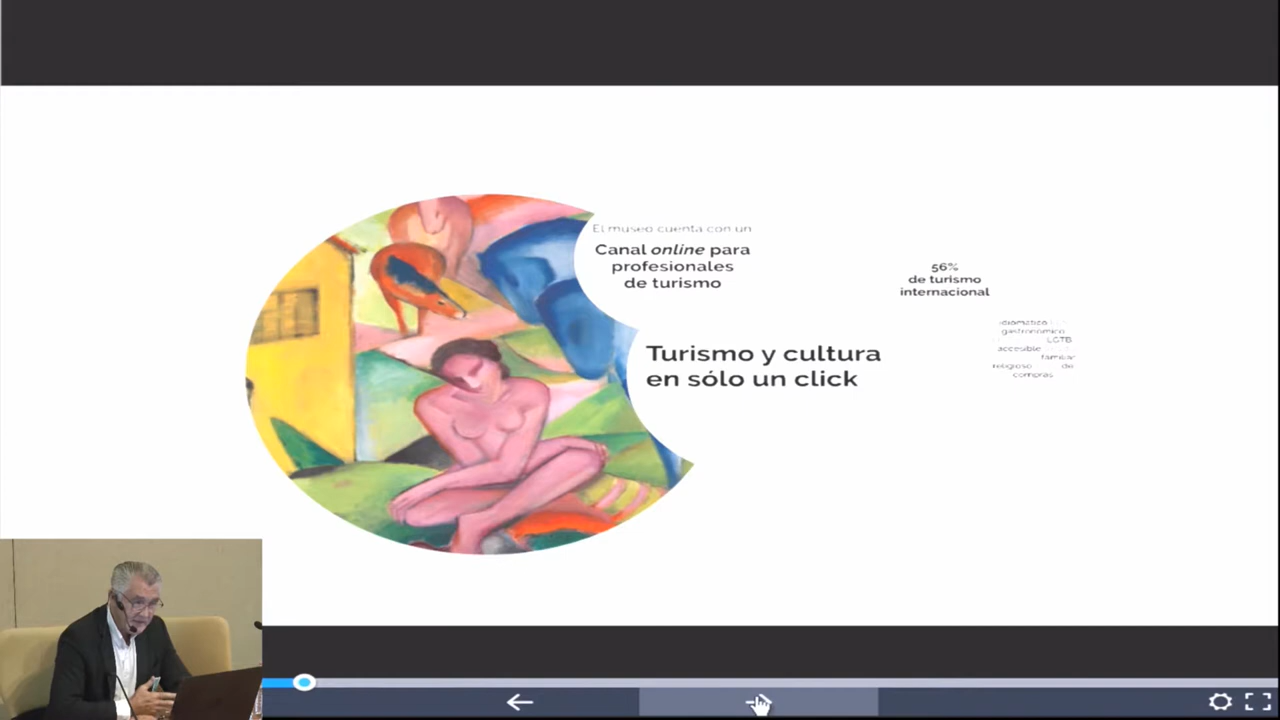 El museo cuenta con un
Canal online para
profesionales
de turismo
56%
de turismo
internacional
Turismo y cultura
en sólo un click
idiomático
gastronómico
LGTB
accesible
familiar
religioso de
compras